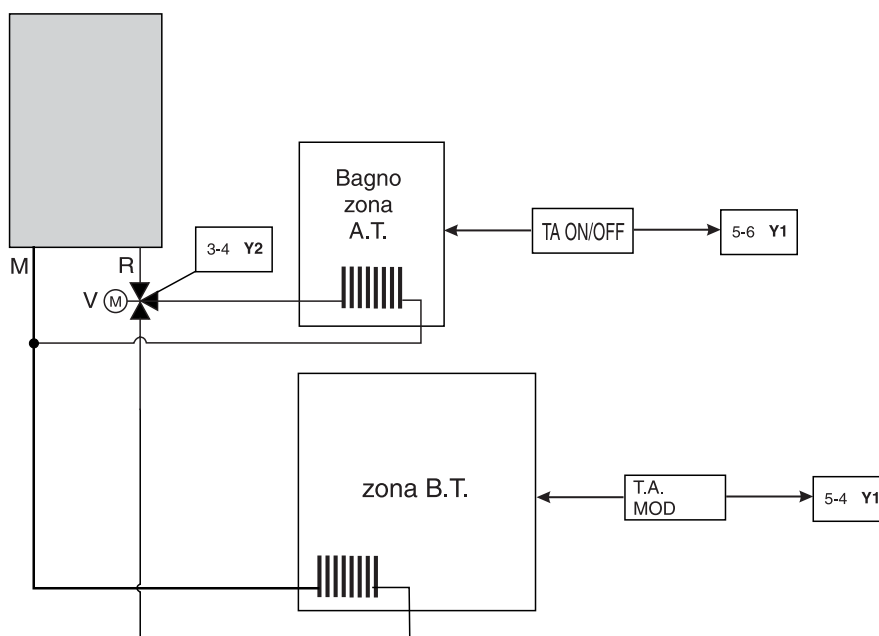 Bagno
zona
A.T.
TA ON/OFF
5-6 Y1
3-4 Y2
M
R
V
M
zona B.T.
T.A.
MOD
5-4 Y1